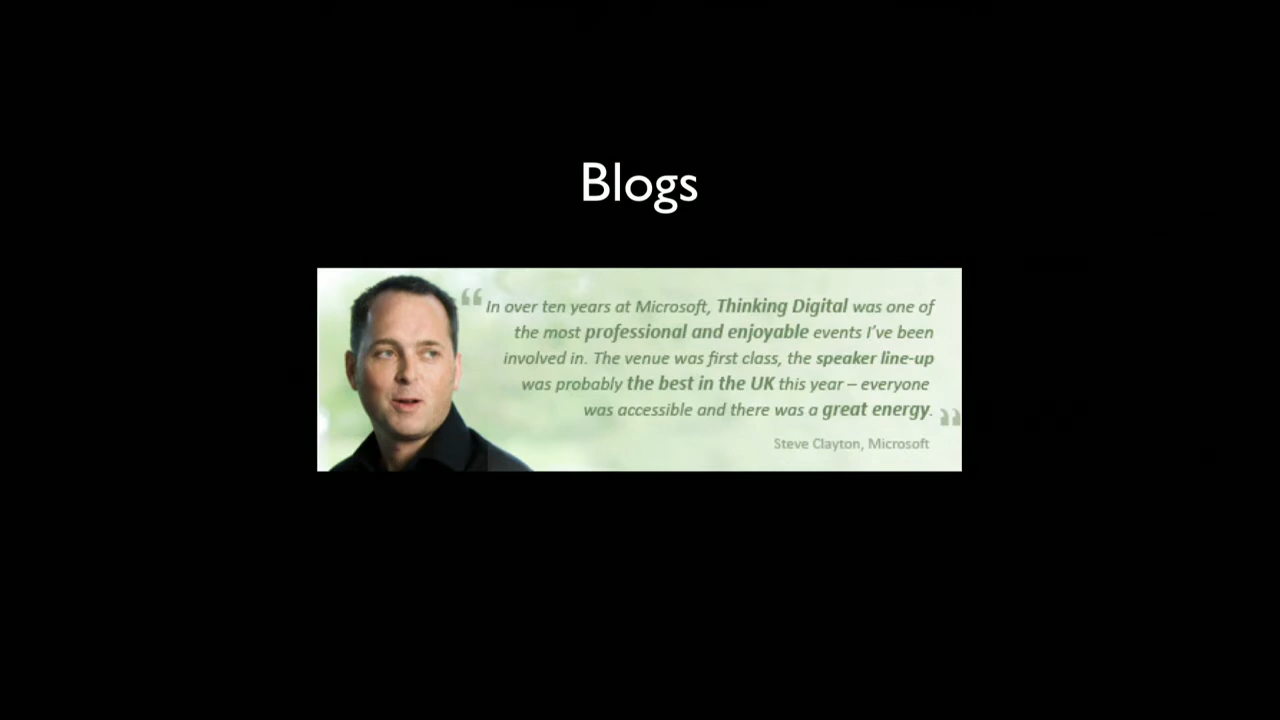 Blogs
“ In over ten years at Microsoft, Thinking Digital was one of
the most professional and enjoyable events I’ve been
involved in. The venue was first class, the speaker line-up
was probably the best in the UK this year – everyone
was accessible and there was a great energy. ”
Steve Clayton, Microsoft